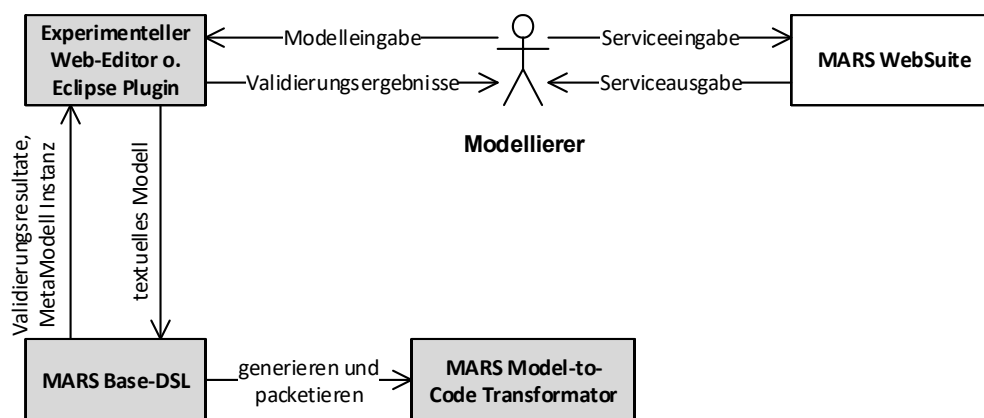 Experimenteller
Web-Editor o.
Eclipse Plugin
Modelleingabe
Validierungsergebnisse
Serviceeingabe
Serviceausgabe
MARS WebSuite
Modellierer
Validierungsresultate,
MetaModell Instanz
textuelles Modell
MARS Base-DSL
generieren und
packetieren
MARS Model-to-
Code Transformator